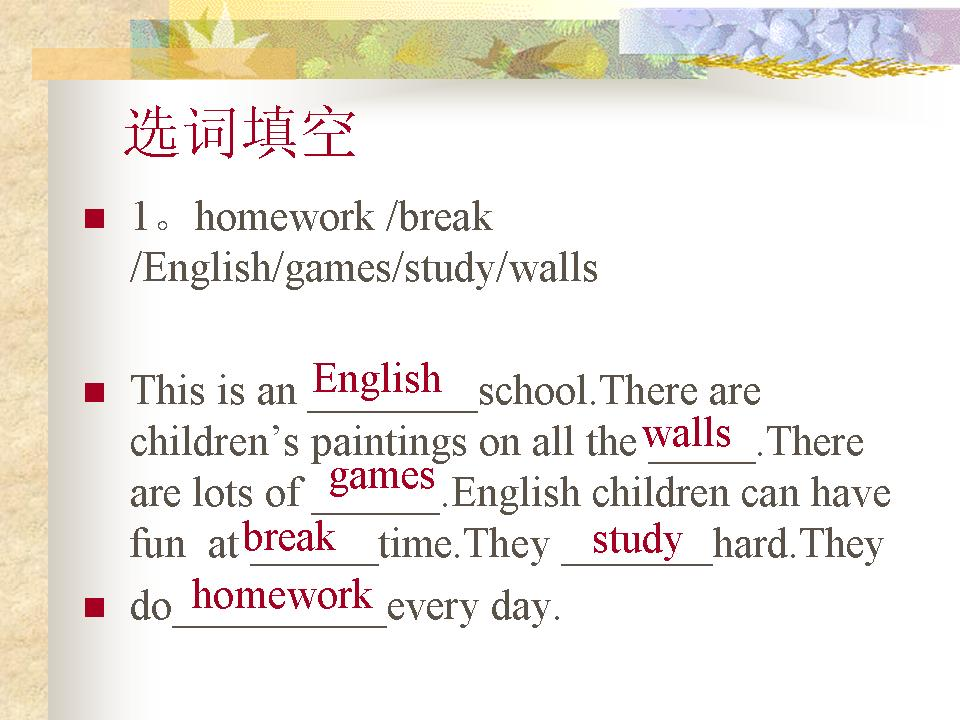 选词填空
1。homework /break
/English/games/study/walls
This is an English school.There are
children’s paintings on all the walls.There
are lots of games.English children can have
fun at break time.They study hard.They
do homework every day.